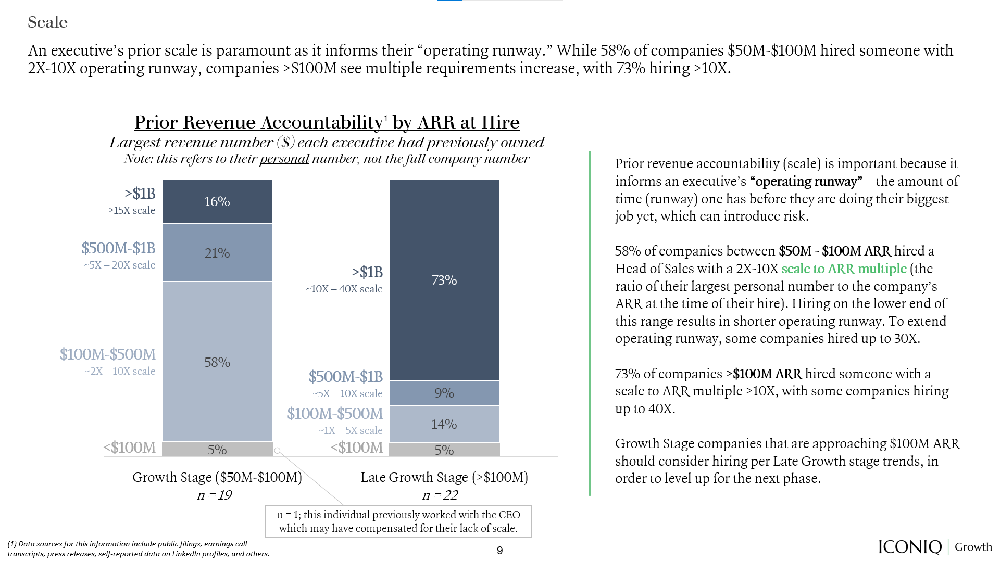 Scale
An executive’s prior scale is paramount as it informs their “operating runway.” While 58% of companies $50M-$100M hired someone with
2X-10X operating runway, companies >$100M see multiple requirements increase, with 73% hiring >10X.
Prior Revenue Accountability¹ by ARR at Hire
Largest revenue number ($) each executive had previously owned
Note: this refers to their personal number, not the full company number
>$1B
>15X scale
16%
$500M-$1B
~5X – 20X scale
21%
$100M-$500M
~2X – 10X scale
58%
<$100M
5%
>$1B
~10X – 40X scale
73%
$500M-$1B
~5X – 10X scale
9%
$100M-$500M
~1X – 5X scale
14%
<$100M
5%
Growth Stage ($50M-$100M)
n = 19
Late Growth Stage (>$100M)
n = 22
n = 1; this individual previously worked with the CEO
which may have compensated for their lack of scale.
Prior revenue accountability (scale) is important because it
informs an executive’s “operating runway” – the amount of
time (runway) one has before they are doing their biggest
job yet, which can introduce risk.
58% of companies between $50M - $100M ARR hired a
Head of Sales with a 2X-10X scale to ARR multiple (the
ratio of their largest personal number to the company’s
ARR at the time of their hire). Hiring on the lower end of
this range results in shorter operating runway. To extend
operating runway, some companies hired up to 30X.
73% of companies >$100M ARR hired someone with a
scale to ARR multiple >10X, with some companies hiring
up to 40X.
Growth Stage companies that are approaching $100M ARR
should consider hiring per Late Growth stage trends, in
order to level up for the next phase.
(1) Data sources for this information include public filings, earnings call
transcripts, press releases, self-reported data on LinkedIn profiles, and others.
9
ICONIQ | Growth